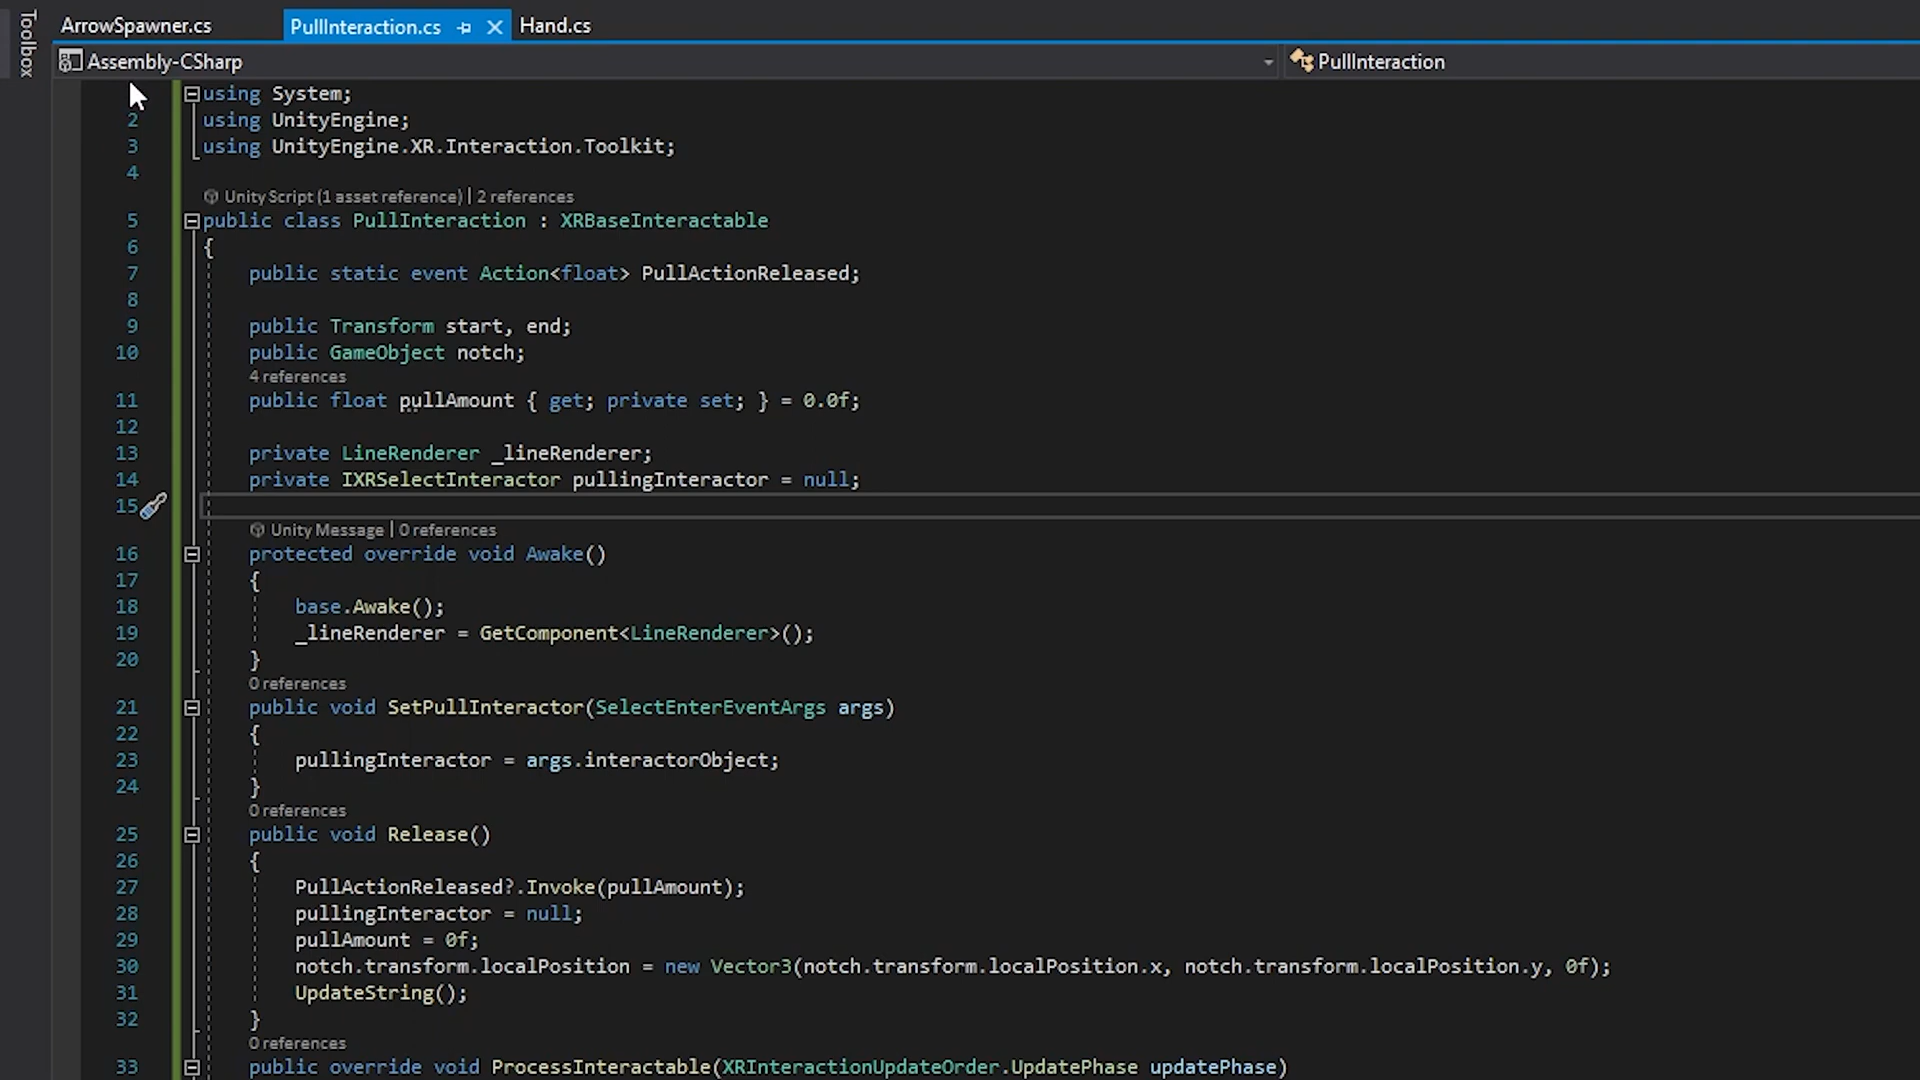 Toolbox
ArrowSpawner.cs PullInteraction.cs Hand.cs
Assembly-CSharp PullInteraction
using System;
2 using UnityEngine;
3 using UnityEngine.XR.Interaction.Toolkit;
4
Unity Script (1 asset reference) | 2 references
5 public class PullInteraction : XRBaseInteractable
6 {
7 public static event Action<float> PullActionReleased;
8
9 public Transform start, end;
10 public GameObject notch;
4 references
11 public float pullAmount { get; private set; } = 0.0f;
12
13 private LineRenderer _lineRenderer;
14 private IXRSelectInteractor pullingInteractor = null;
15
Unity Message | 0 references
16 protected override void Awake()
17 {
18 base.Awake();
19 _lineRenderer = GetComponent<LineRenderer>();
20 }
0 references
21 public void SetPullInteractor(SelectEnterEventArgs args)
22 {
23 pullingInteractor = args.interactorObject;
24 }
0 references
25 public void Release()
26 {
27 PullActionReleased?.Invoke(pullAmount);
28 pullingInteractor = null;
29 pullAmount = 0f;
30 notch.transform.localPosition = new Vector3(notch.transform.localPosition.x, notch.transform.localPosition.y, 0f);
31 UpdateString();
32 }
0 references
33 public override void ProcessInteractable(XRInteractionUpdateOrder.UpdatePhase updatePhase)